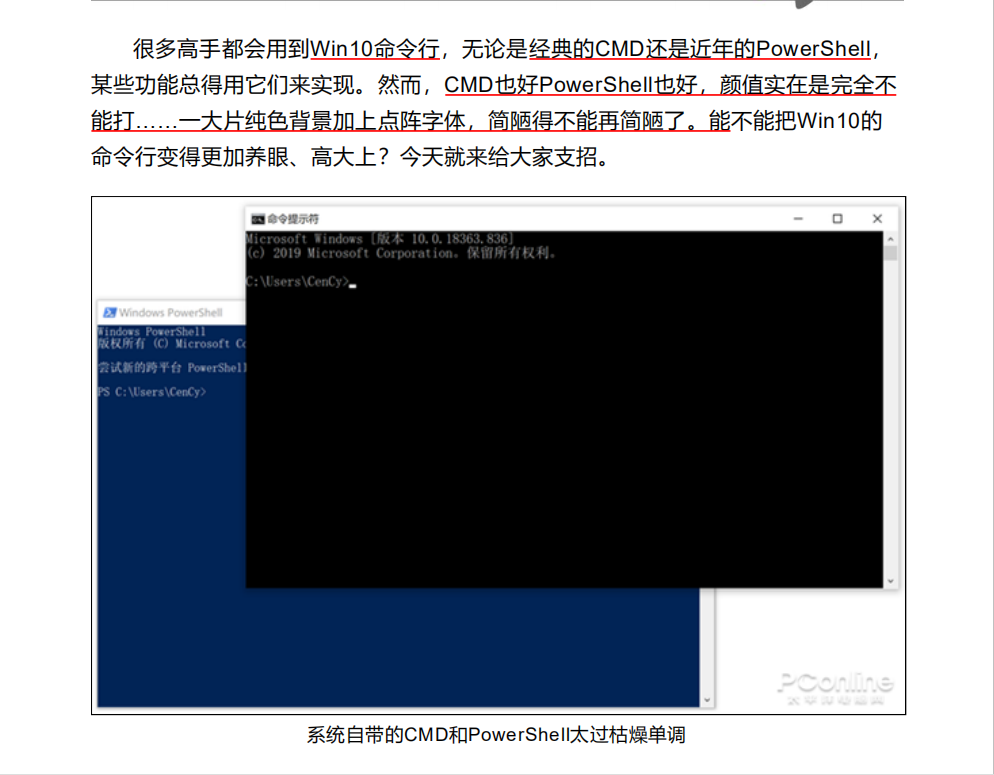 很多高手都会用到Win10命令行，无论是经典的CMD还是近年的PowerShell，
某些功能总得用它们来实现。然而，CMD也好PowerShell也好，颜值实在是完全不
能打……一大片纯色背景加上点阵字体，简陋得不能再简陋了。能不能把Win10的
命令行变得更加养眼、高大上？今天就来给大家支招。
命令提示符
Microsoft Windows [版本 10.0.18363.836]
(c) 2019 Microsoft Corporation。保留所有权利。
C:\Users\CenCy>
Windows PowerShell
Windows PowerShell
版权所有 (C) Microsoft Co
尝试新的跨平台 PowerShell
PS C:\Users\CenCy>
PConline
太平洋电脑网
系统自带的CMD和PowerShell太过枯燥单调